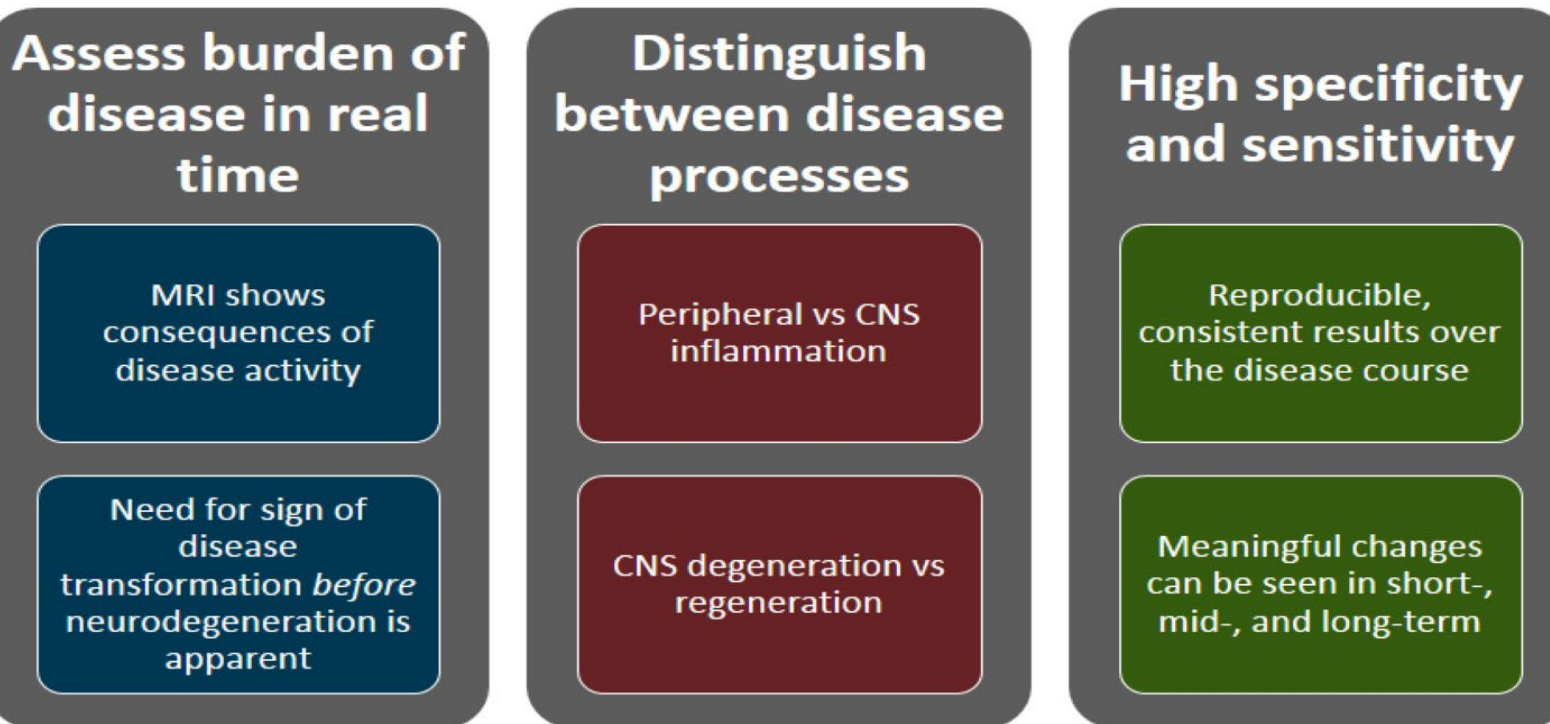 Assess burden of
disease in real
time
MRI shows
consequences of
disease activity
Need for sign of
disease
transformation before
neurodegeneration is
apparent
Distinguish
between disease
processes
Peripheral vs CNS
inflammation
CNS degeneration vs
regeneration
High specificity
and sensitivity
Reproducible,
consistent results over
the disease course
Meaningful changes
can be seen in short-,
mid-, and long-term